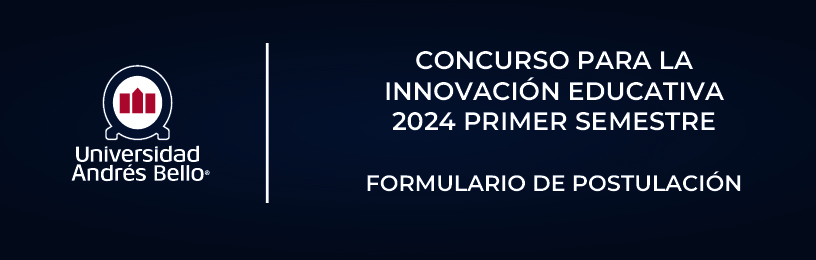 Universidad
Andrés Bello®
CONCURSO PARA LA
INNOVACIÓN EDUCATIVA
2024 PRIMER SEMESTRE
FORMULARIO DE POSTULACIÓN